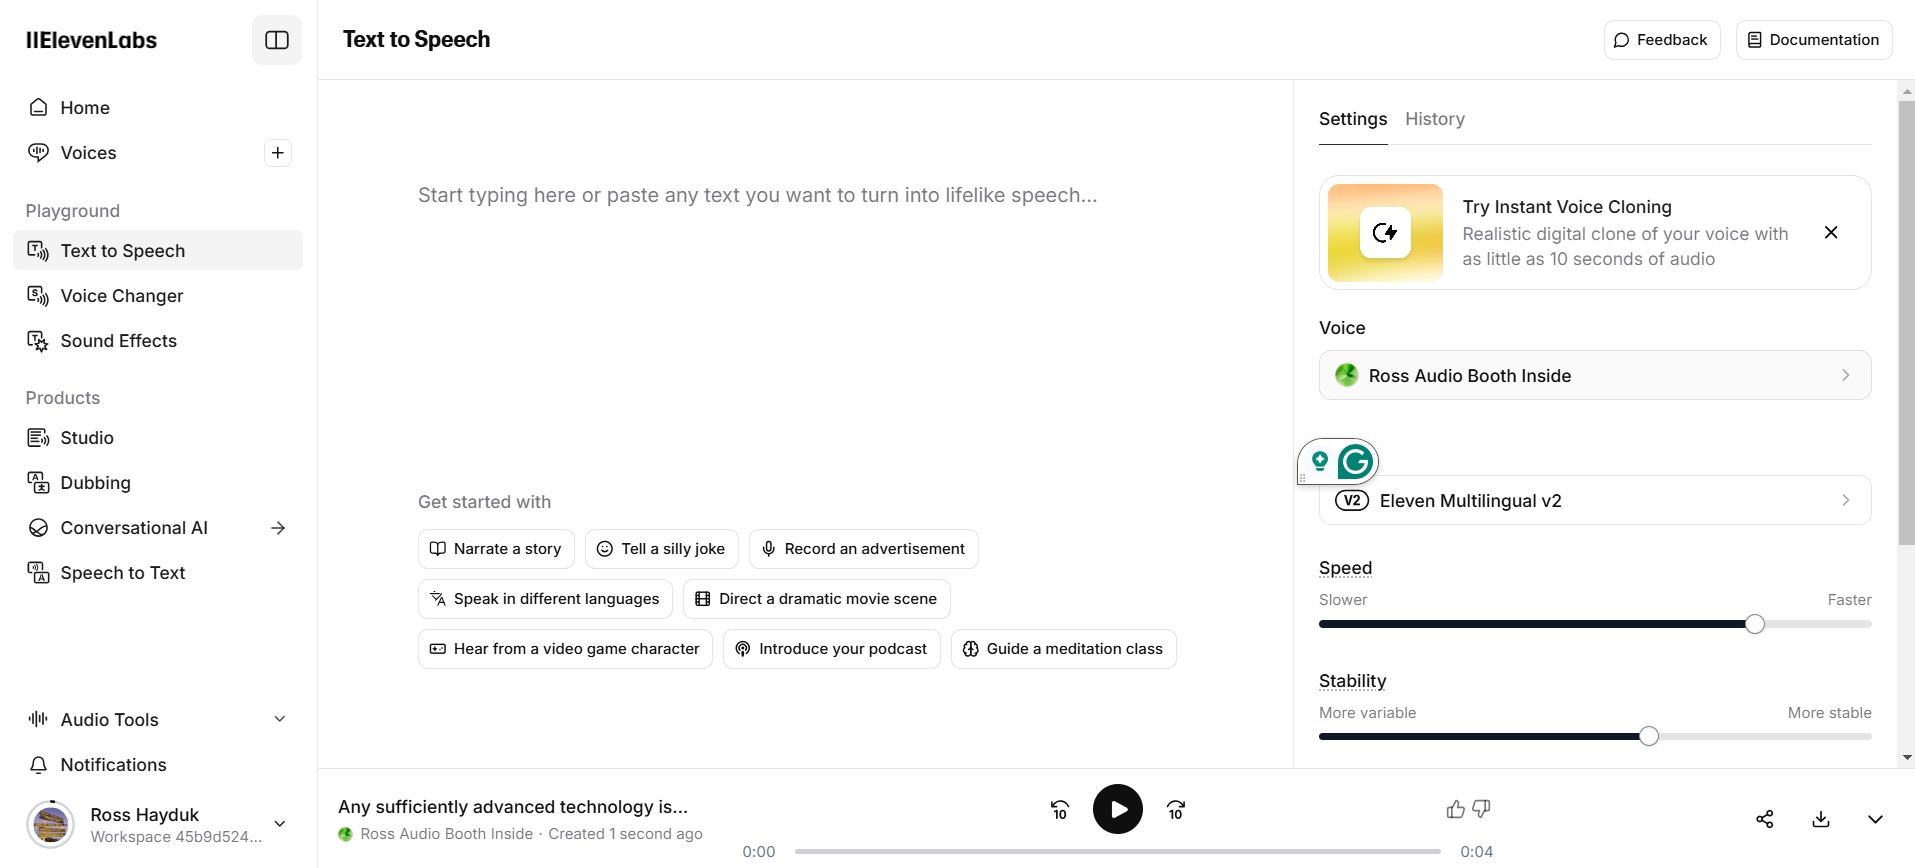 IIElevenLabs
Home
Voices
Playground
Text to Speech
Voice Changer
Sound Effects
Products
Studio
Dubbing
Conversational AI
Speech to Text
Audio Tools
Notifications
Ross Hayduk
Workspace 45b9d524...
Text to Speech
Feedback
Documentation
Start typing here or paste any text you want to turn into lifelike speech...
Get started with
Narrate a story
Tell a silly joke
Record an advertisement
Speak in different languages
Direct a dramatic movie scene
Hear from a video game character
Introduce your podcast
Guide a meditation class
Settings
History
Try Instant Voice Cloning
Realistic digital clone of your voice with
as little as 10 seconds of audio
Voice
Ross Audio Booth Inside
V2 Eleven Multilingual v2
Speed
Slower
Faster
Stability
More variable
More stable
Any sufficiently advanced technology is...
Ross Audio Booth Inside · Created 1 second ago
10
10
0:00
0:04